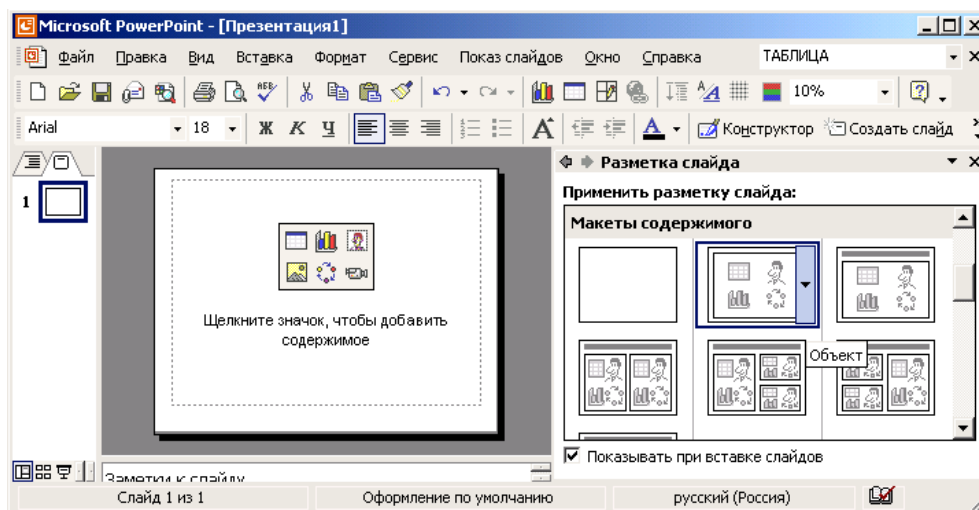 Microsoft PowerPoint - [Презентация1]
Файл Правка Вид Вставка Формат Сервис Показ слайдов Окно Справка ТАБЛИЦА
10%
Arial 18 Ж К Ч Конструктор Создать слайд
Разметка слайда
Применить разметку слайда:
1
Макеты содержимого
Щелкните значок, чтобы добавить
содержимое
Объект
Показывать при вставке слайдов
Заметки к слайду
Слайд 1 из 1 Оформление по умолчанию русский (Россия)